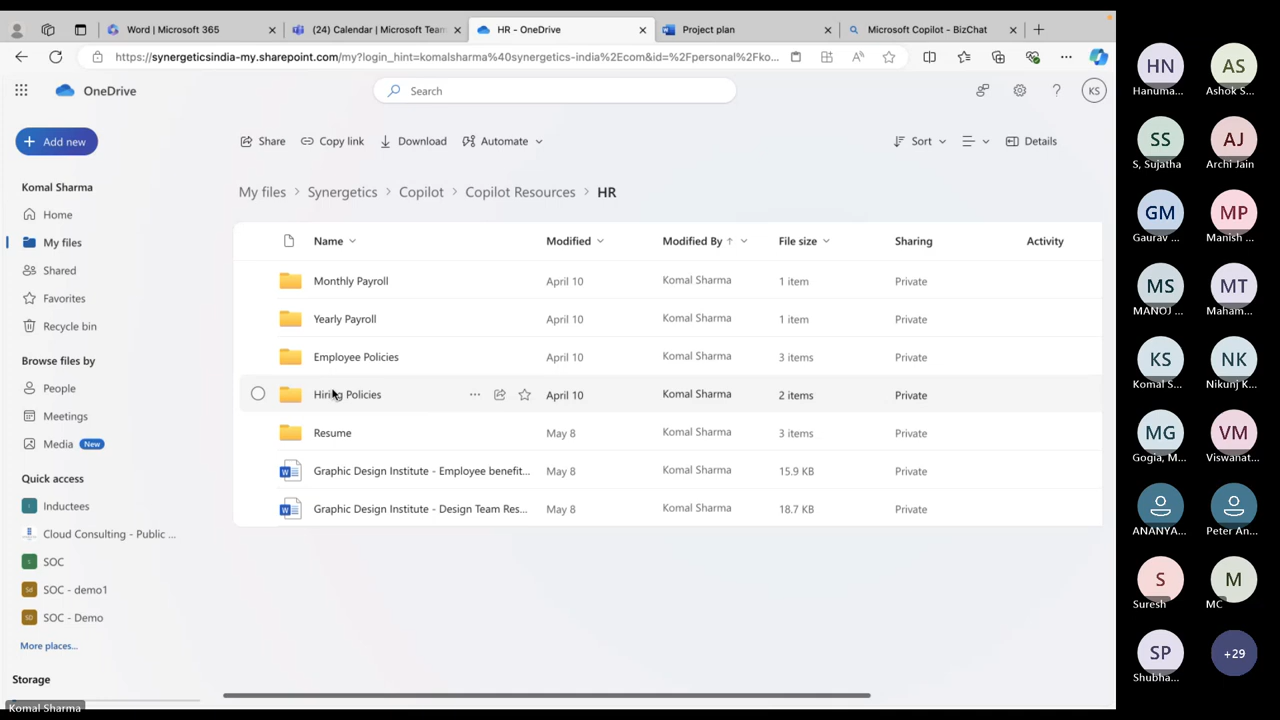 Word | Microsoft 365
(24) Calendar | Microsoft Team
HR - OneDrive
Project plan
Microsoft Copilot - BizChat
https://synergeticsindia-my.sharepoint.com/my?login_hint=komalsharma%40synergetics-india%2Ecom&id=%2Fpersonal%2Fko...
OneDrive
Search
KS
Add new
Share
Copy link
Download
Automate
Sort
Details
Komal Sharma
Home
My files
Shared
Favorites
Recycle bin
Browse files by
People
Meetings
Media New
Quick access
Inductees
Cloud Consulting - Public ...
SOC
SOC - demo1
SOC - Demo
More places...
Storage
Komal Sharma
My files > Synergetics > Copilot > Copilot Resources > HR
Name Modified Modified By File size Sharing Activity
Monthly Payroll April 10 Komal Sharma 1 item Private
Yearly Payroll April 10 Komal Sharma 1 item Private
Employee Policies April 10 Komal Sharma 3 items Private
Hiring Policies April 10 Komal Sharma 2 items Private
Resume May 8 Komal Sharma 3 items Private
Graphic Design Institute - Employee benefit... May 8 Komal Sharma 15.9 KB Private
Graphic Design Institute - Design Team Res... May 8 Komal Sharma 18.7 KB Private
HN AS
Hanuma... Ashok S...
SS AJ
S, Sujatha Archi Jain
GM MP
Gaurav ... Manish ...
MS MT
MANOJ ... Maham...
KS NK
Komal S... Nikunj K...
MG VM
Gogia, M... Viswanat...
ANANYA... Peter An...
S M
Suresh MC
SP +29
Shubha...